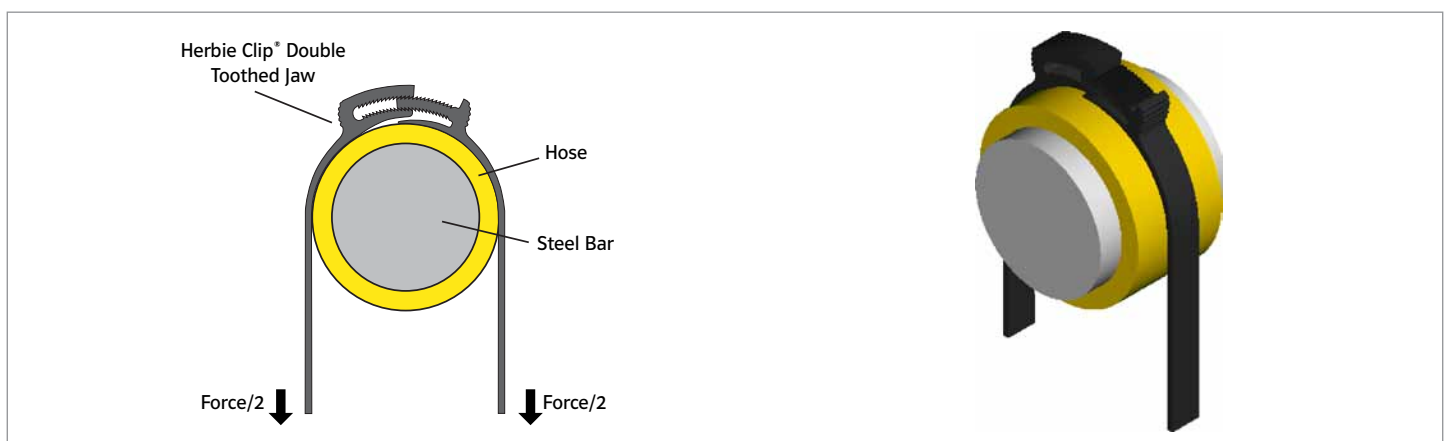 Herbie Clip® Double
Toothed Jaw
Hose
Steel Bar
Force/2
Force/2